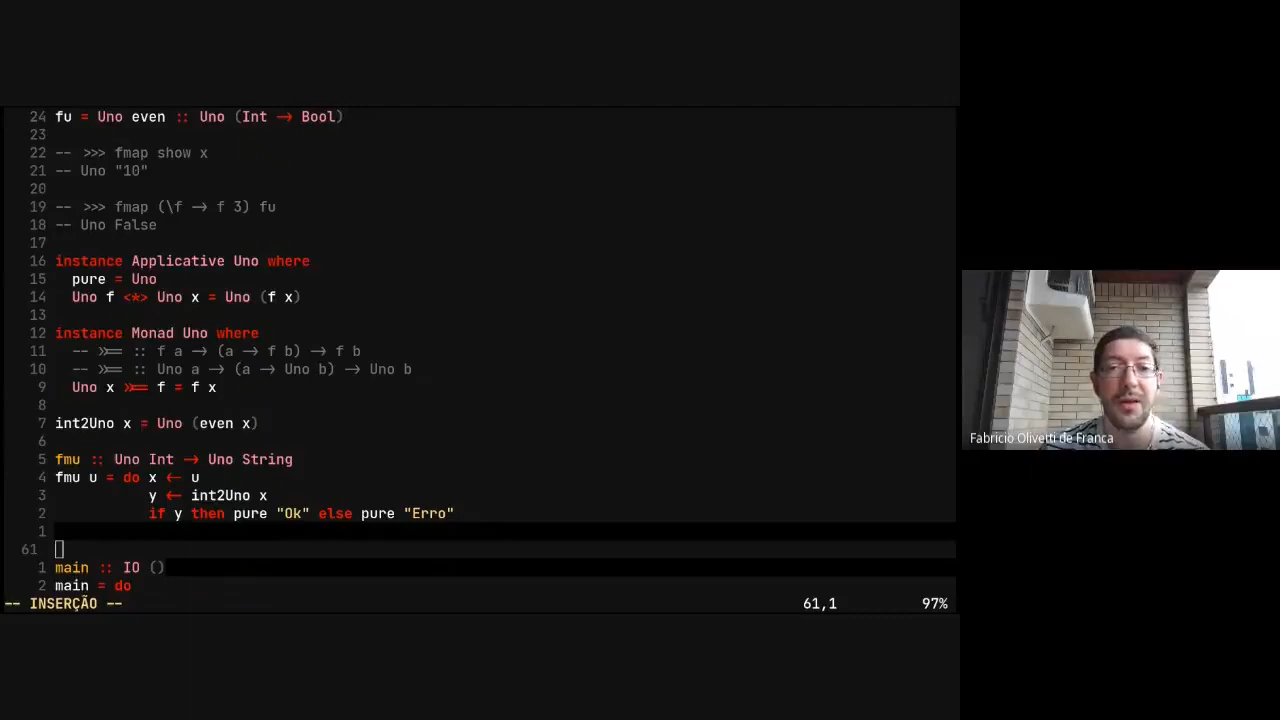 24 fu = Uno even :: Uno (Int → Bool)
23
22 -- >>> fmap show x
21 -- Uno "10"
20
19 -- >>> fmap (\f → f 3) fu
18 -- Uno False
17
16 instance Applicative Uno where
15 pure = Uno
14 Uno f <*> Uno x = Uno (f x)
13
12 instance Monad Uno where
11 -- >>= :: f a → (a → f b) → f b
10 -- >>= :: Uno a → (a → Uno b) → Uno b
9 Uno x >>= f = f x
8
7 int2Uno x = Uno (even x)
6
5 fmu :: Uno Int → Uno String
4 fmu u = do x ← u
3 y ← int2Uno x
2 if y then pure "Ok" else pure "Erro"
1
61
1 main :: IO ()
2 main = do
-- INSERÇÃO -- 61,1 97%
Fabricio Olivetti de Franca